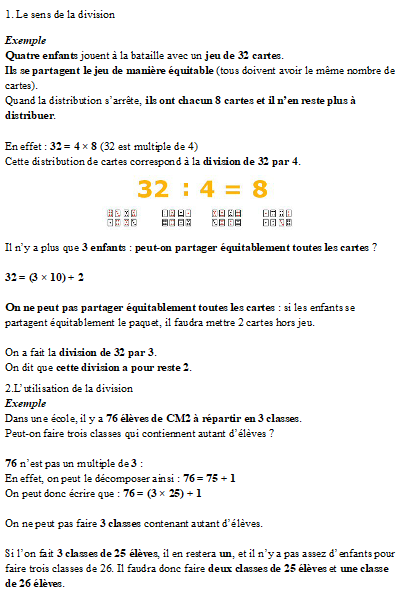 1. Le sens de la division
Exemple
Quatre enfants jouent à la bataille avec un jeu de 32 cartes.
Ils se partagent le jeu de manière équitable (tous doivent avoir le même nombre de
cartes).
Quand la distribution s'arrête, ils ont chacun 8 cartes et il n'en reste plus à
distribuer.
En effet : 32 = 4 × 8 (32 est multiple de 4)
Cette distribution de cartes correspond à la division de 32 par 4.
32 : 4 = 8
Il n'y a plus que 3 enfants : peut-on partager équitablement toutes les cartes ?
32 = (3 × 10) + 2
On ne peut pas partager équitablement toutes les cartes : si les enfants se
partagent équitablement le paquet, il faudra mettre 2 cartes hors jeu.
On a fait la division de 32 par 3.
On dit que cette division a pour reste 2.
2.L'utilisation de la division
Exemple
Dans une école, il y a 76 élèves de CM2 à répartir en 3 classes.
Peut-on faire trois classes qui contiennent autant d'élèves ?
76 n'est pas un multiple de 3 :
En effet, on peut le décomposer ainsi : 76 = 75 + 1
On peut donc écrire que : 76 = (3 × 25) + 1
On ne peut pas faire 3 classes contenant autant d'élèves.
Si l'on fait 3 classes de 25 élèves, il en restera un, et il n'y a pas assez d'enfants pour
faire trois classes de 26. Il faudra donc faire deux classes de 25 élèves et une classe
de 26 élèves.